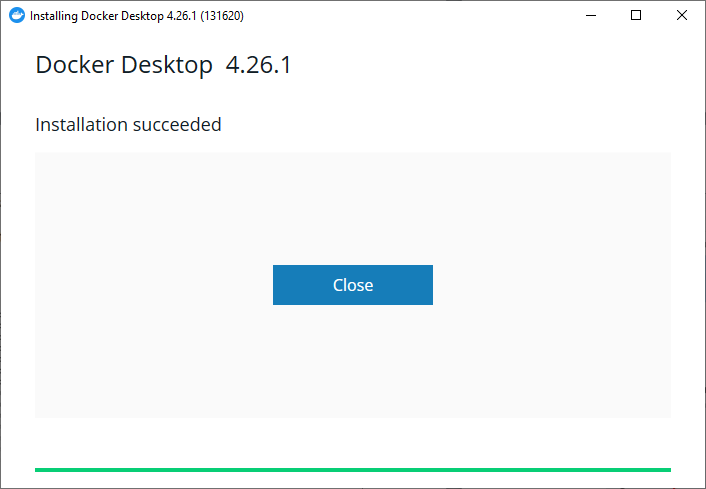 Installing Docker Desktop 4.26.1 (131620)
Docker Desktop 4.26.1
Installation succeeded
Close